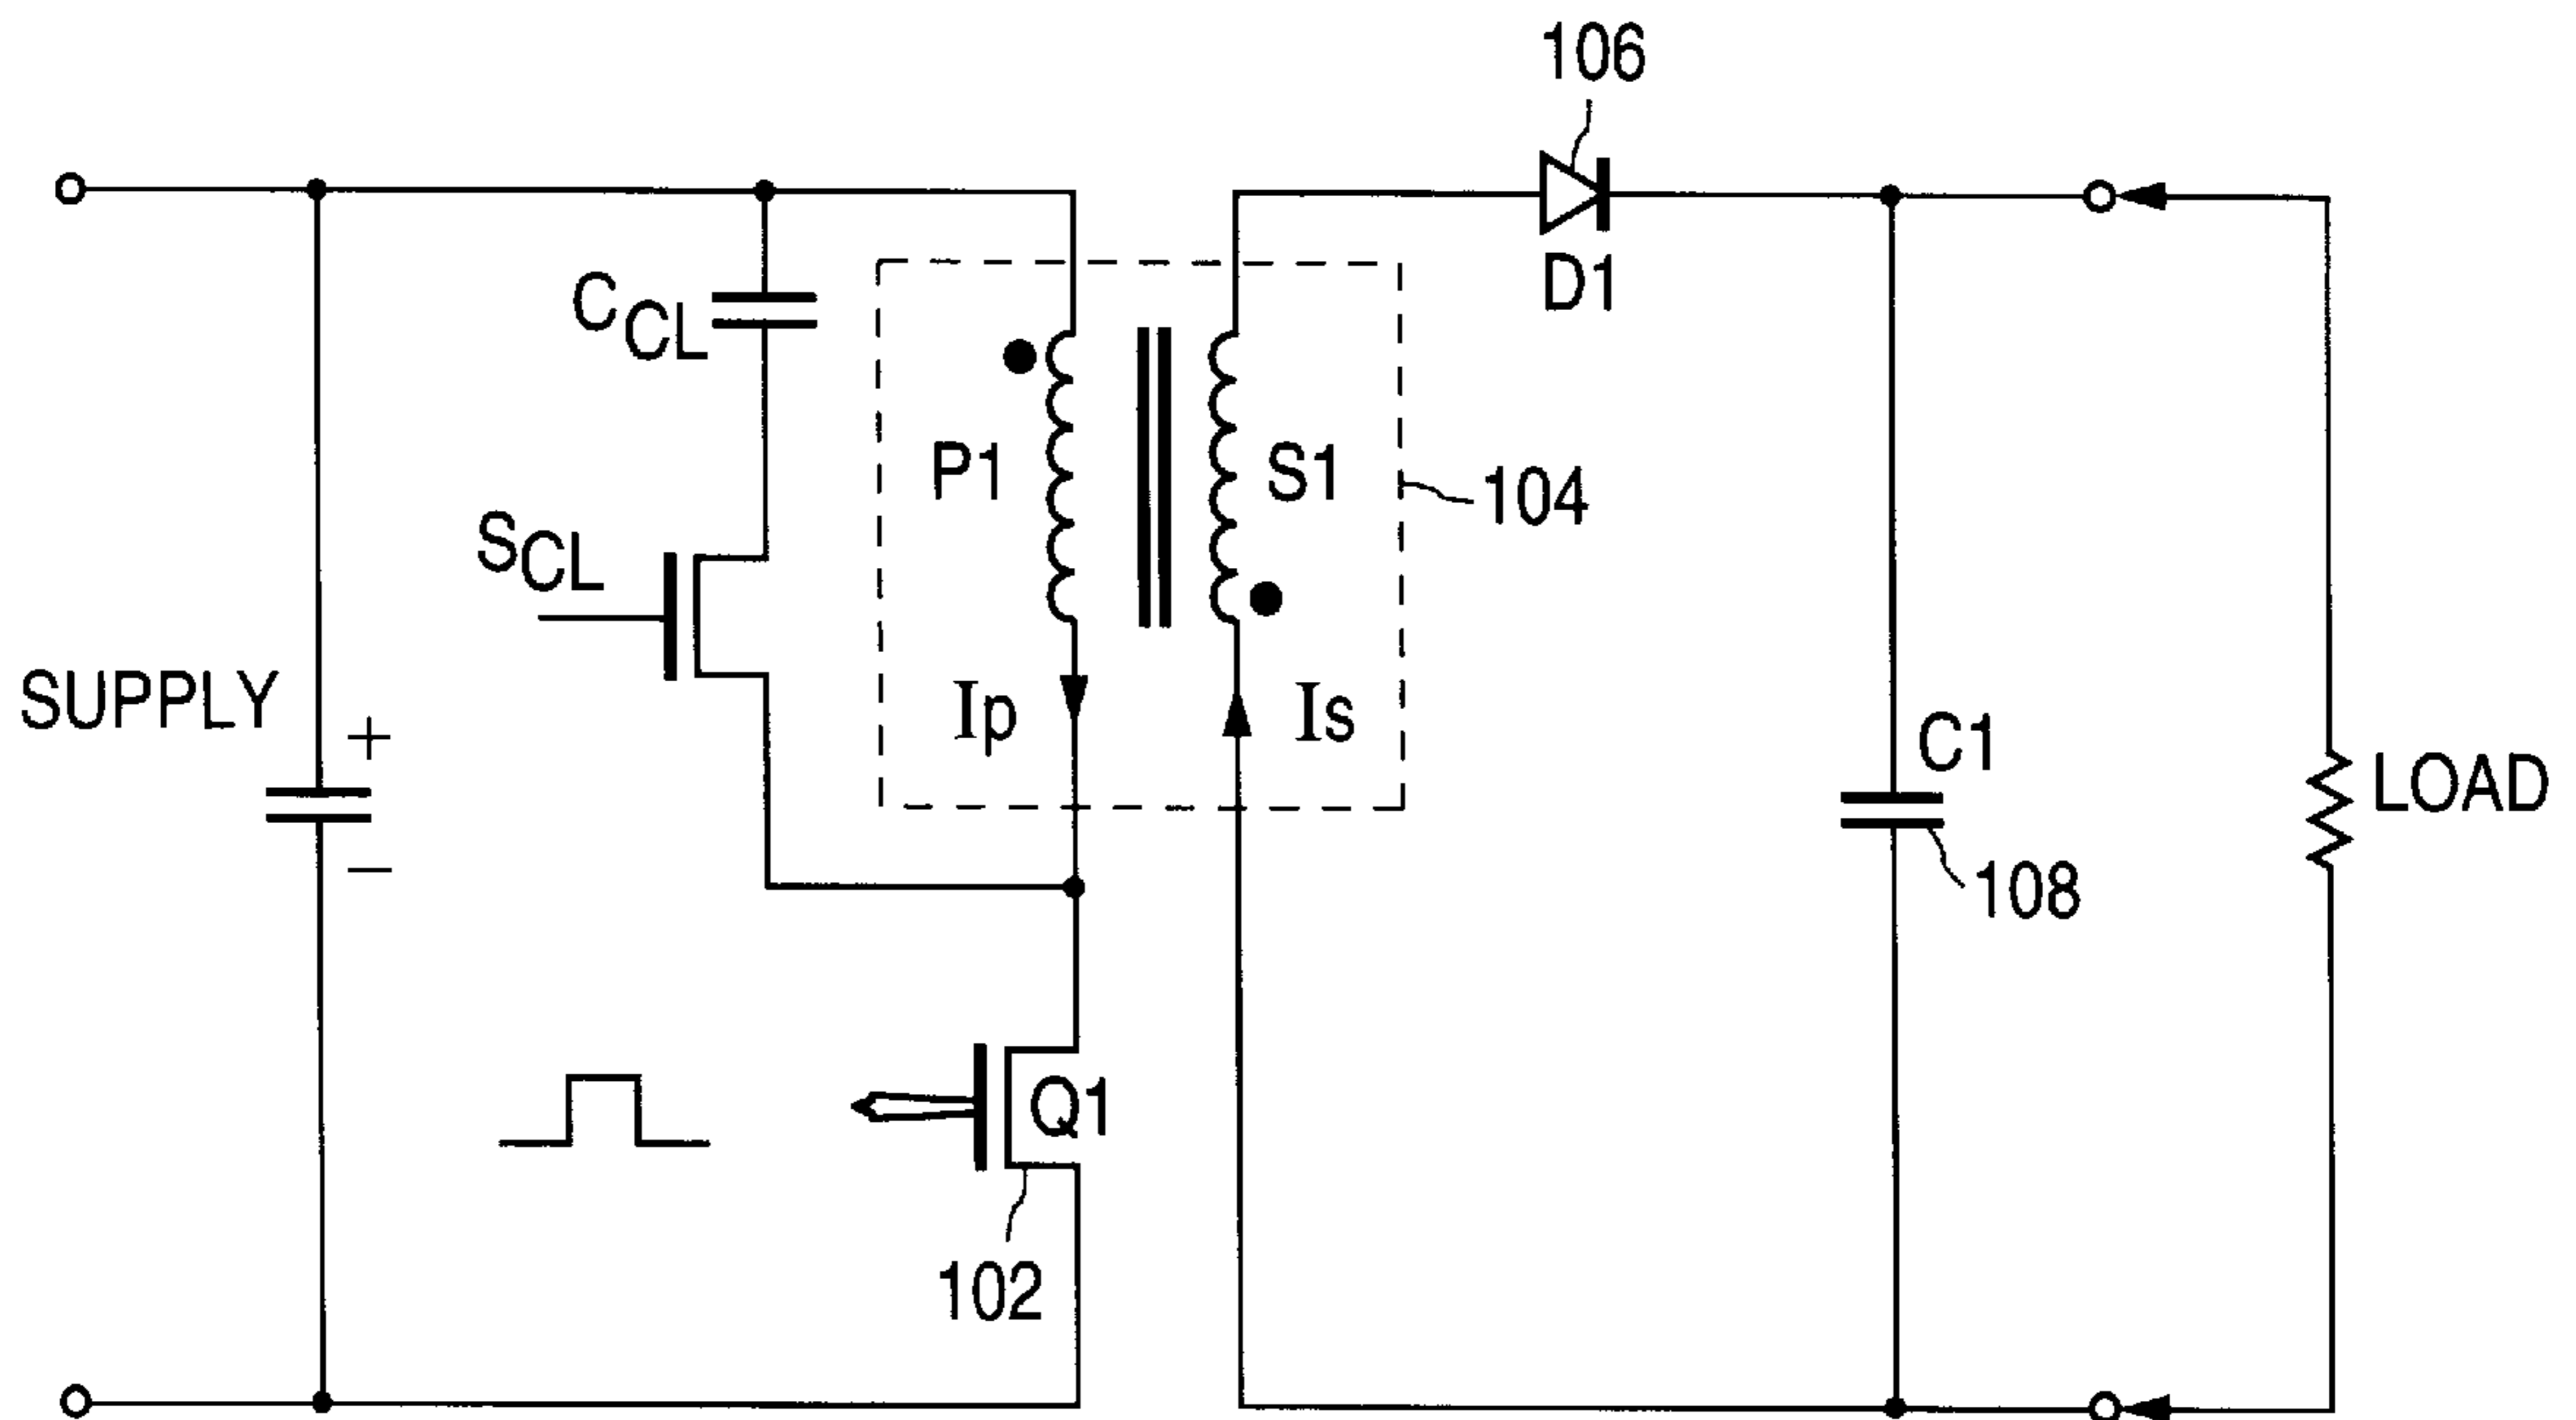 106
D1
CCL
P1
S1
104
SCL
SUPPLY
+
−
Ip
Is
C1
108
LOAD
Q1
102